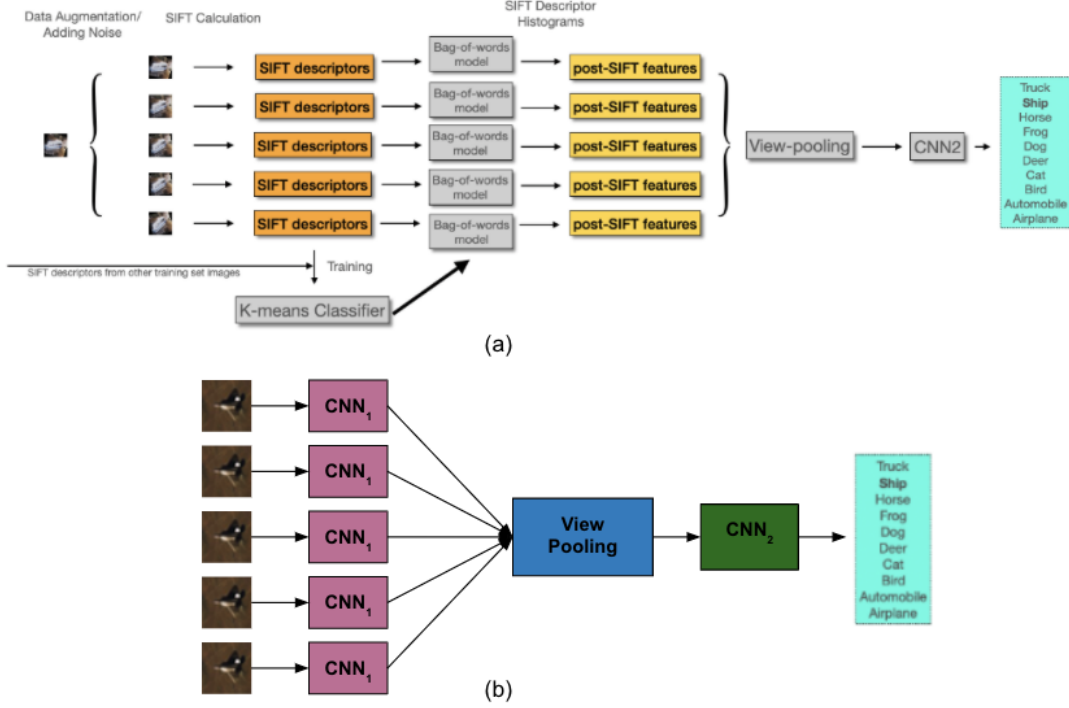 Data Augmentation/
Adding Noise
SIFT Calculation
SIFT Descriptor
Histograms
SIFT descriptors
Bag-of-words
model
post-SIFT features
SIFT descriptors
Bag-of-words
model
post-SIFT features
SIFT descriptors
Bag-of-words
model
post-SIFT features
SIFT descriptors
Bag-of-words
model
post-SIFT features
SIFT descriptors
Bag-of-words
model
post-SIFT features
View-pooling
CNN2
Truck
Ship
Horse
Frog
Dog
Deer
Cat
Bird
Automobile
Airplane
SIFT descriptors from other training set images
Training
K-means Classifier
(a)
CNN1
CNN1
CNN1
CNN1
CNN1
View
Pooling
CNN2
Truck
Ship
Horse
Frog
Dog
Deer
Cat
Bird
Automobile
Airplane
(b)